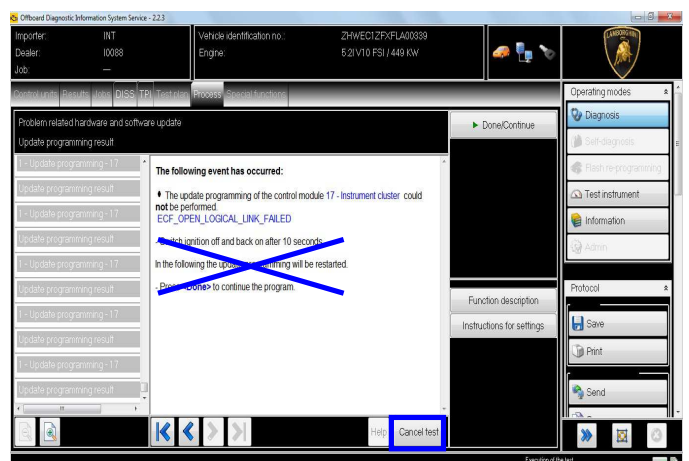 Offboard Diagnostic Information System Service - 2.2.3
Importer: INT
Dealer: 10088
Job: —
Vehicle identification no.: ZHWEC1ZFXFLA00339
Engine: 5.2l V10 FSI / 449 KW
LAMBORGHINI
Control units Results Jobs DISS TPI Test plan Process Special functions
Problem related hardware and software update
Update programming result
1 - Update programming - 17
Update programming result
1 - Update programming - 17
Update programming result
1 - Update programming - 17
Update programming result
1 - Update programming - 17
Update programming result
1 - Update programming - 17
Update programming result
The following event has occurred:
• The update programming of the control module 17 - Instrument cluster could
not be performed.
ECF_OPEN_LOGICAL_LINK_FAILED
- Switch ignition off and back on after 10 seconds.
In the following the update programming will be restarted.
- Press <Done> to continue the program.
Help
Cancel test
Done/Continue
Function description
Instructions for settings
Operating modes
Diagnosis
Self-diagnosis
Flash re-programming
Test instrument
Information
Admin
Protocol
Save
Print
Send
Execution of the test